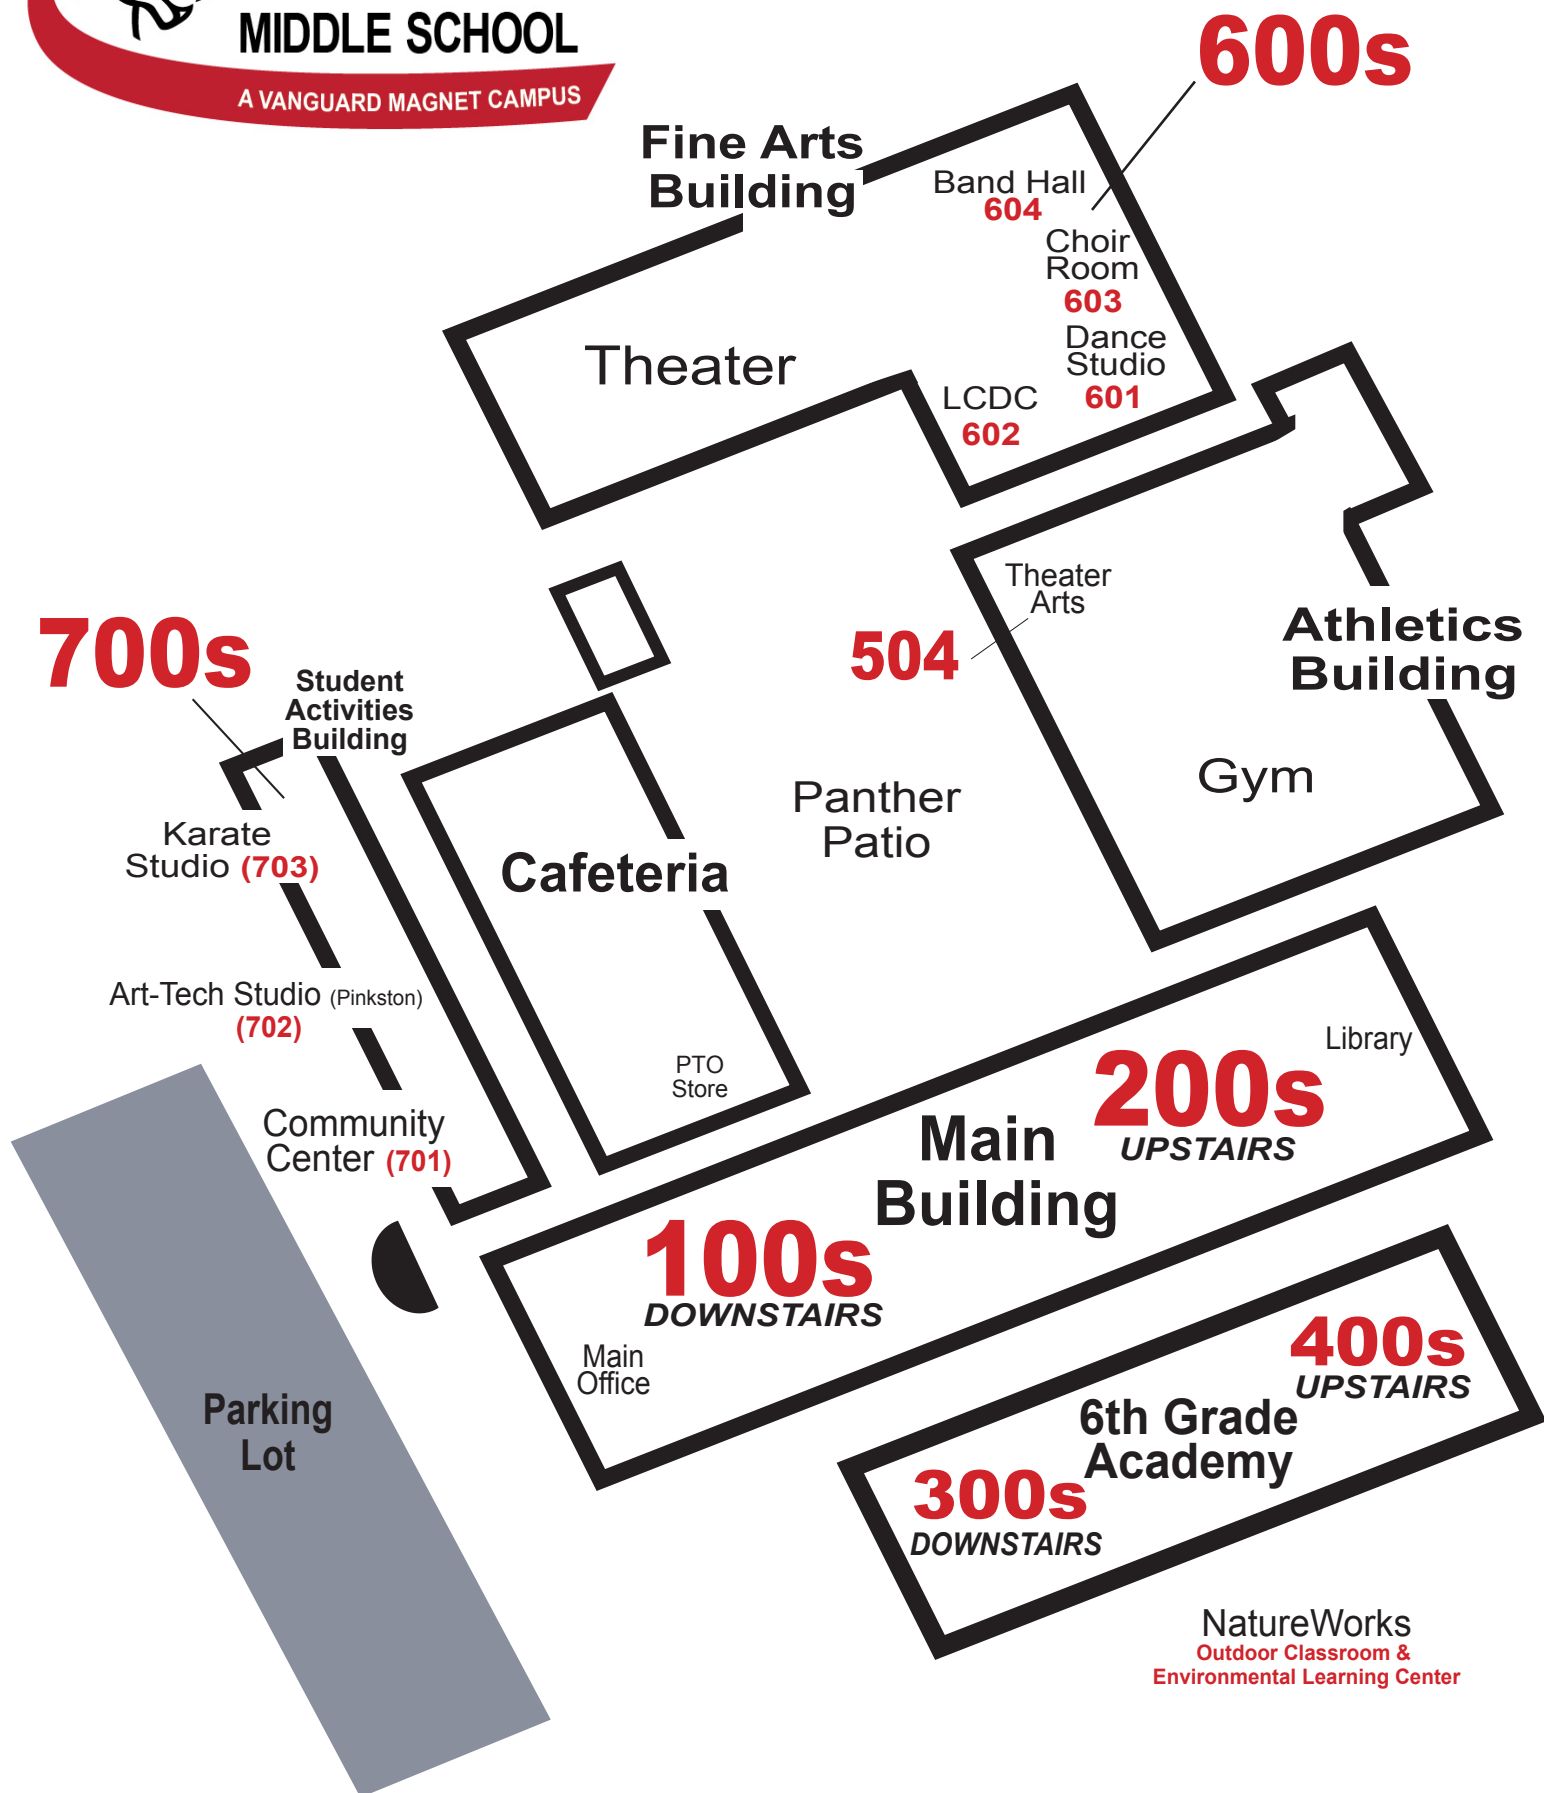 MIDDLE SCHOOL
A VANGUARD MAGNET CAMPUS
600s
Fine Arts
Building
Band Hall
604
Choir
Room
603
Dance
Studio
601
Theater
LCDC
602
Theater
Arts
504
Athletics
Building
Gym
700s
Student
Activities
Building
Karate
Studio (703)
Panther
Patio
Cafeteria
Art-Tech Studio (Pinkston)
(702)
PTO
Store
Community
Center (701)
Library
200s
UPSTAIRS
Main
Building
100s
DOWNSTAIRS
Main
Office
Parking
Lot
400s
UPSTAIRS
6th Grade
Academy
300s
DOWNSTAIRS
NatureWorks
Outdoor Classroom &
Environmental Learning Center